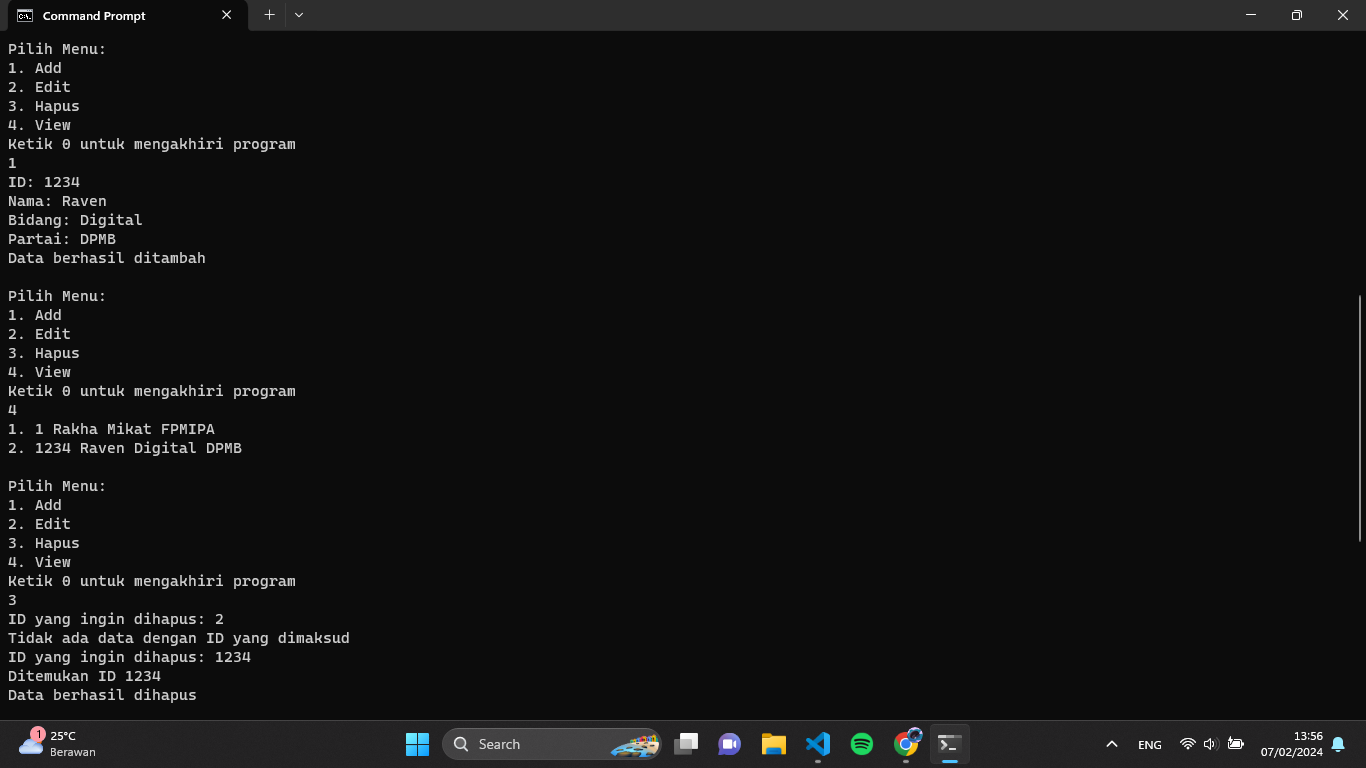 Command Prompt
Pilih Menu:
1. Add
2. Edit
3. Hapus
4. View
Ketik 0 untuk mengakhiri program
1
ID: 1234
Nama: Raven
Bidang: Digital
Partai: DPMB
Data berhasil ditambah
Pilih Menu:
1. Add
2. Edit
3. Hapus
4. View
Ketik 0 untuk mengakhiri program
4
1. 1 Rakha Mikat FPMIPA
2. 1234 Raven Digital DPMB
Pilih Menu:
1. Add
2. Edit
3. Hapus
4. View
Ketik 0 untuk mengakhiri program
3
ID yang ingin dihapus: 2
Tidak ada data dengan ID yang dimaksud
ID yang ingin dihapus: 1234
Ditemukan ID 1234
Data berhasil dihapus
1
25°C
Berawan
Search
ENG
13:56
07/02/2024